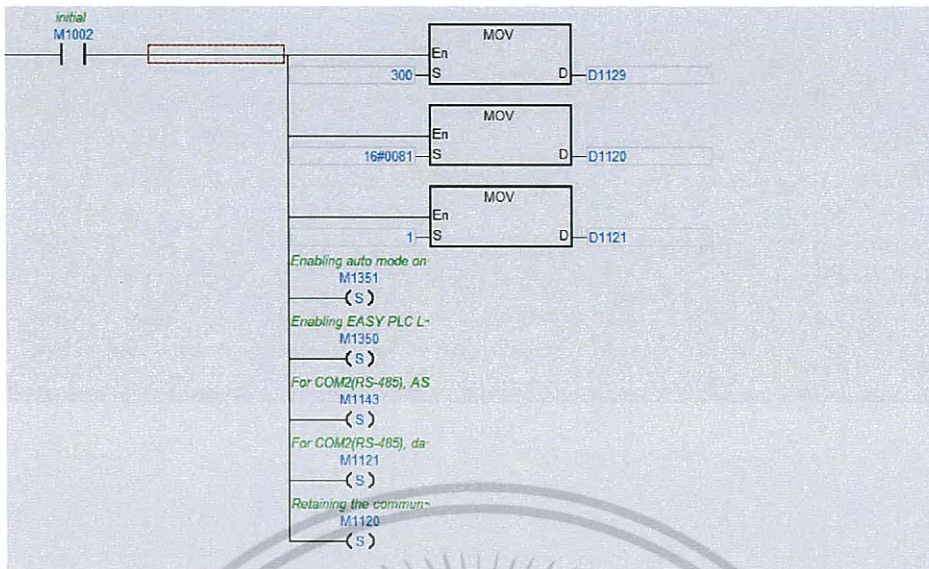 initial
M1002
MOV
En
300 S D D1129
MOV
En
16#0081 S D D1120
MOV
En
1 S D D1121
Enabling auto mode on
M1351
( S )
Enabling EASY PLC L~
M1350
( S )
For COM2(RS-485), AS
M1143
( S )
For COM2(RS-485), da~
M1121
( S )
Retaining the commun~
M1120
( S )